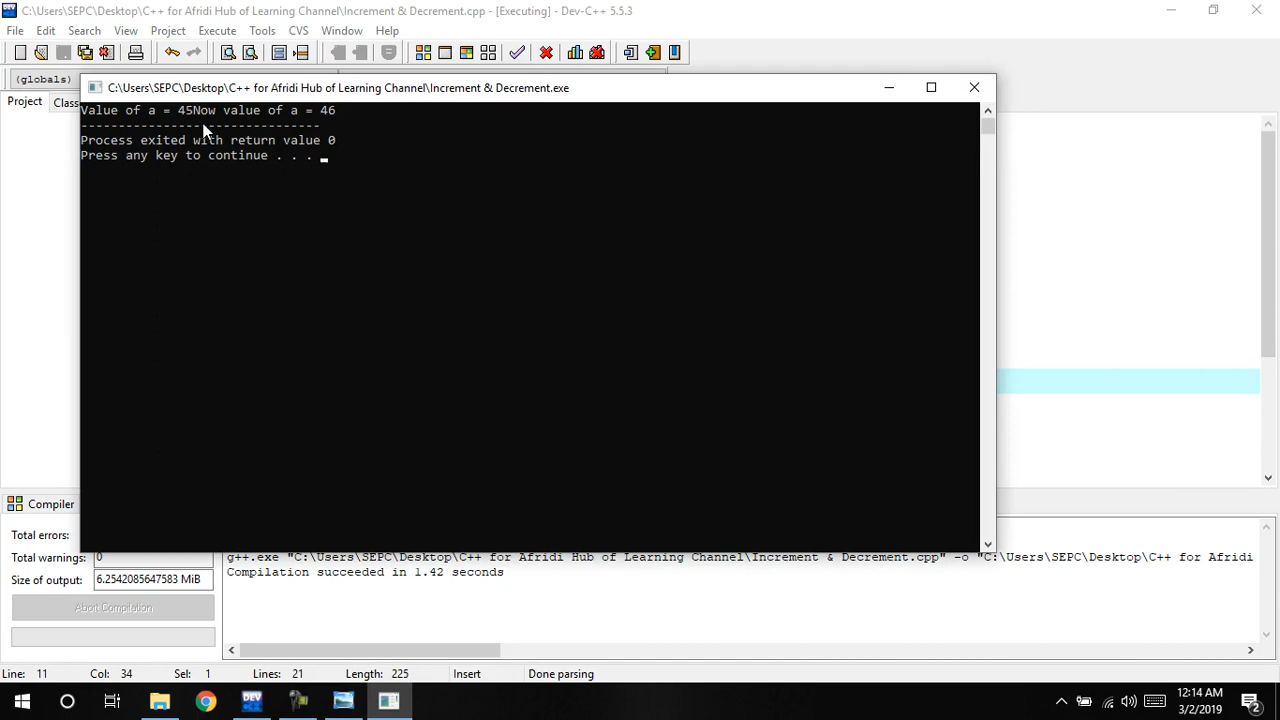 C:\Users\SEPC\Desktop\C++ for Afridi Hub of Learning Channel\Increment & Decrement.cpp - [Executing] - Dev-C++ 5.5.3
File Edit Search View Project Execute Tools CVS Window Help
(globals)
Project Class
C:\Users\SEPC\Desktop\C++ for Afridi Hub of Learning Channel\Increment & Decrement.exe
Value of a = 45Now value of a = 46
--------------------------------
Process exited with return value 0
Press any key to continue . . .
Compiler
Total errors:
Total warnings: 0
Size of output: 6.2542085647583 MiB
Abort Compilation
g++.exe "C:\Users\SEPC\Desktop\C++ for Afridi Hub of Learning Channel\Increment & Decrement.cpp" -o "C:\Users\SEPC\Desktop\C++ for Afridi
Compilation succeeded in 1.42 seconds
Line: 11 Col: 34 Sel: 1 Lines: 21 Length: 225 Insert Done parsing
DEV
12:14 AM
3/2/2019
2